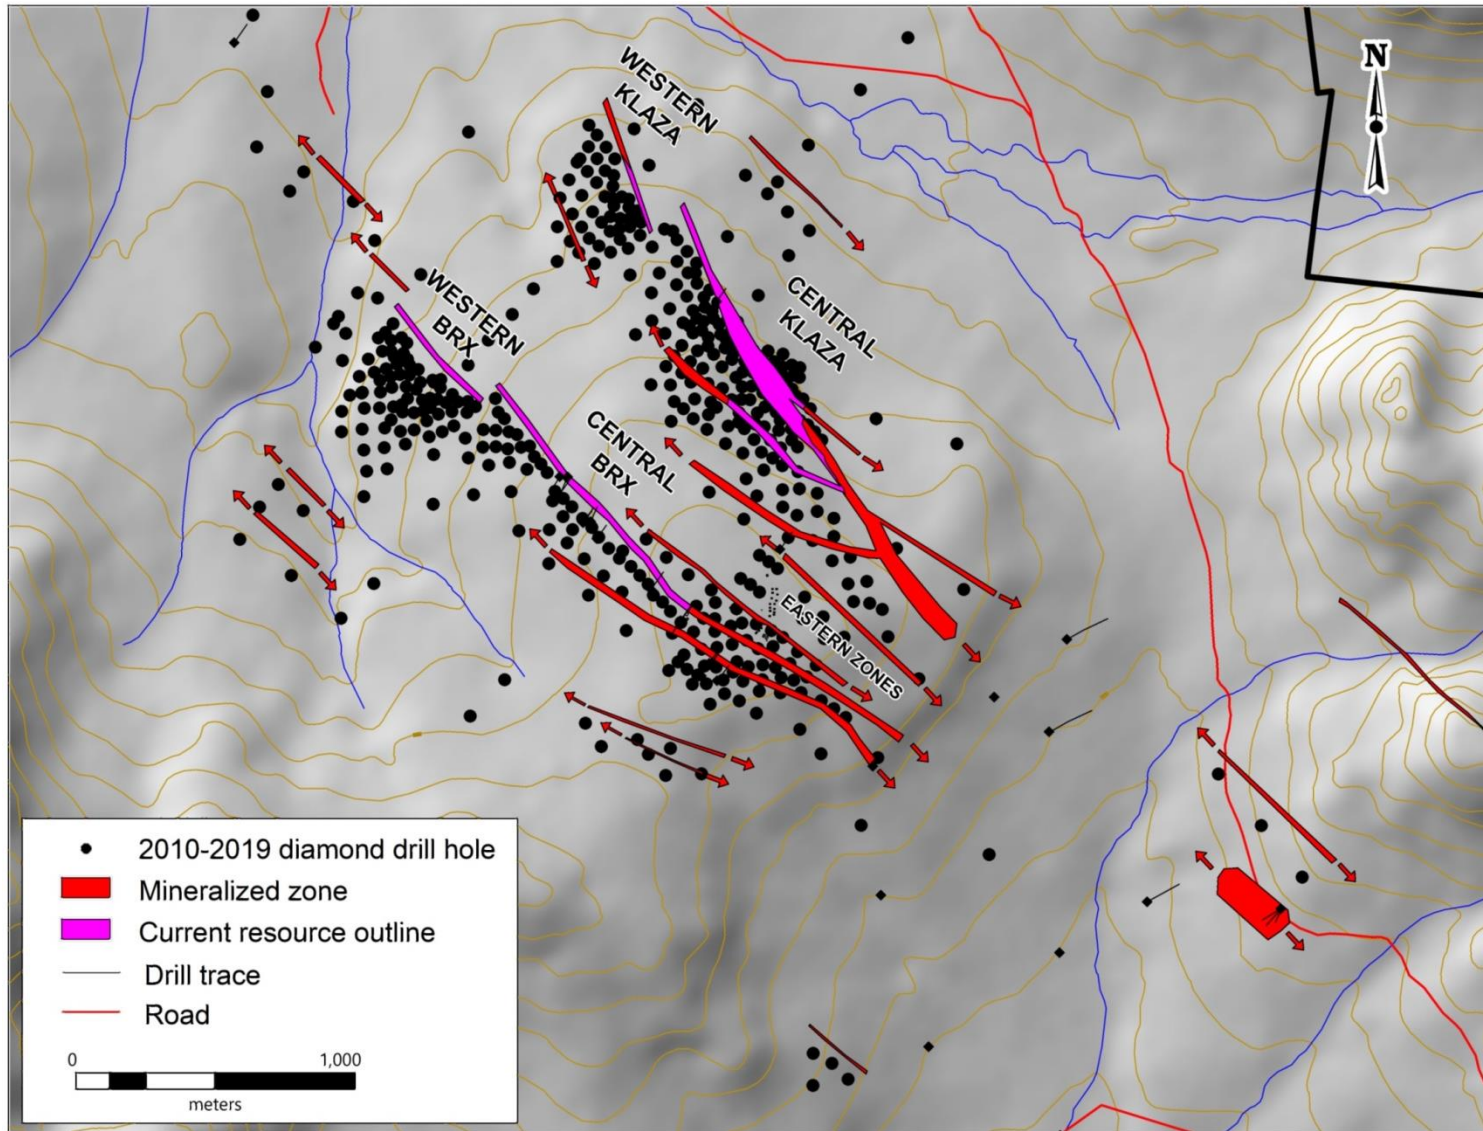 N
WESTERN
KLAZA
WESTERN
BRX
CENTRAL
KLAZA
CENTRAL
BRX
EASTERN ZONES
2010-2019 diamond drill hole
Mineralized zone
Current resource outline
Drill trace
Road
0 1,000
meters